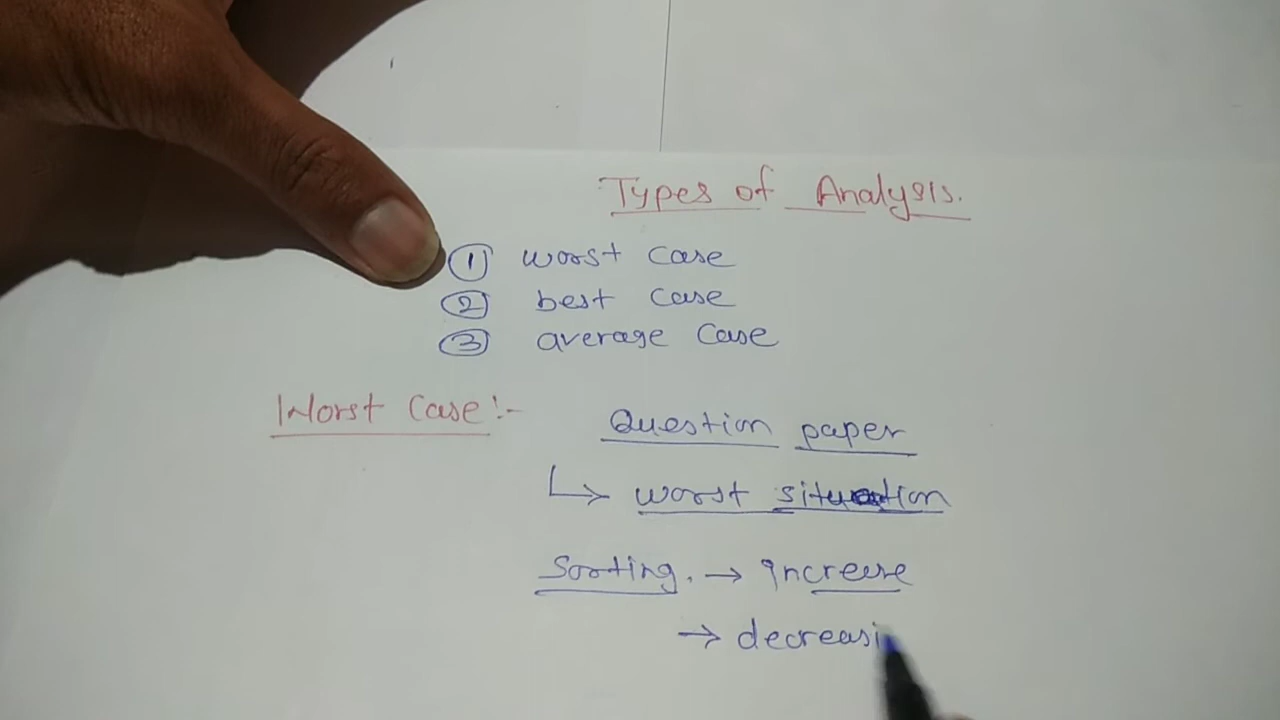 Types of Analysis.
① worst case
② best case
③ average case
Worst case:-
Question paper
↳ worst situation
Sorting. → increase
→ decreasi